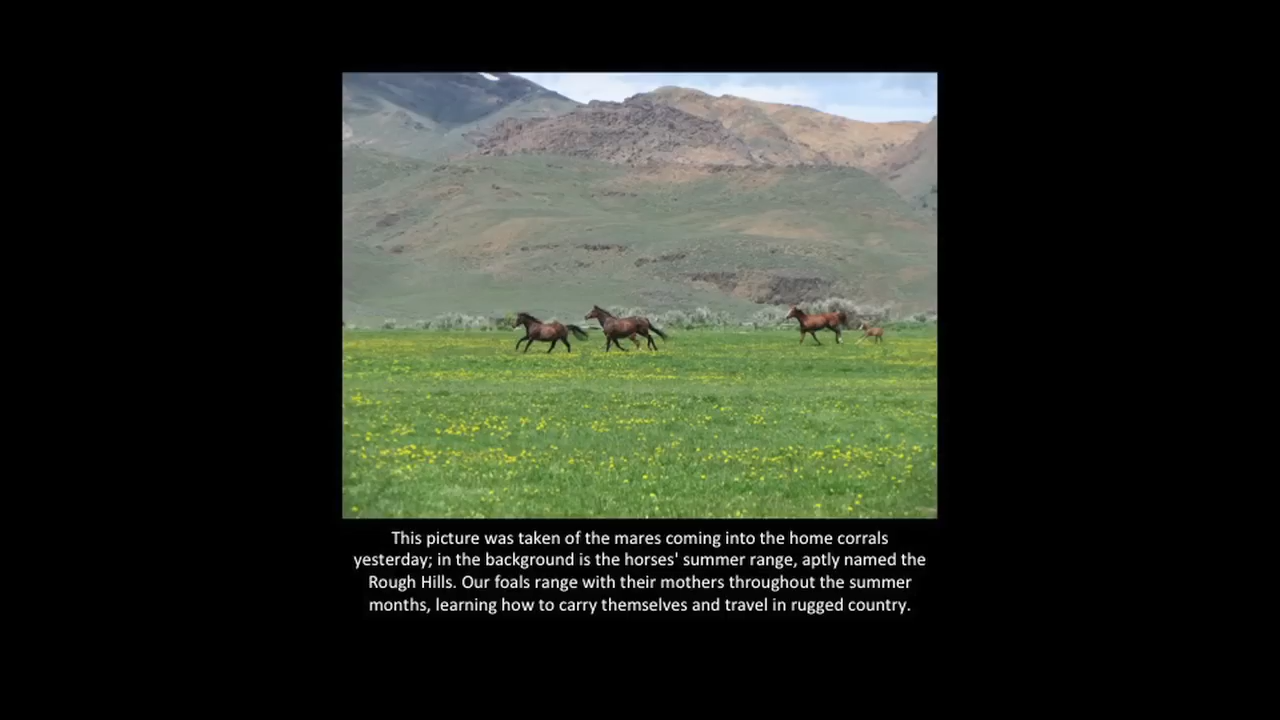 This picture was taken of the mares coming into the home corrals
yesterday; in the background is the horses' summer range, aptly named the
Rough Hills. Our foals range with their mothers throughout the summer
months, learning how to carry themselves and travel in rugged country.